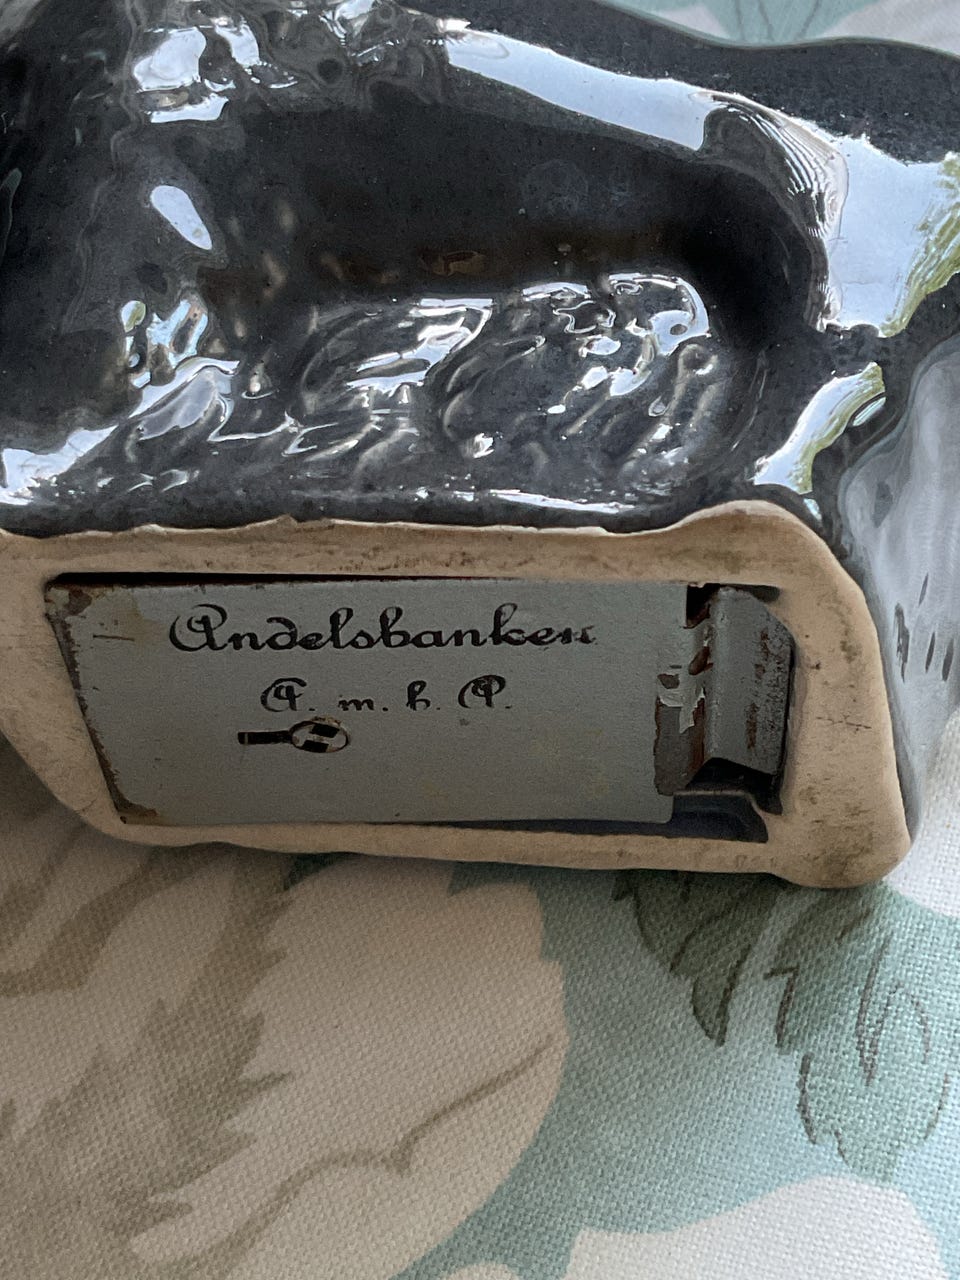 Andelsbanken
A. m. b. A.